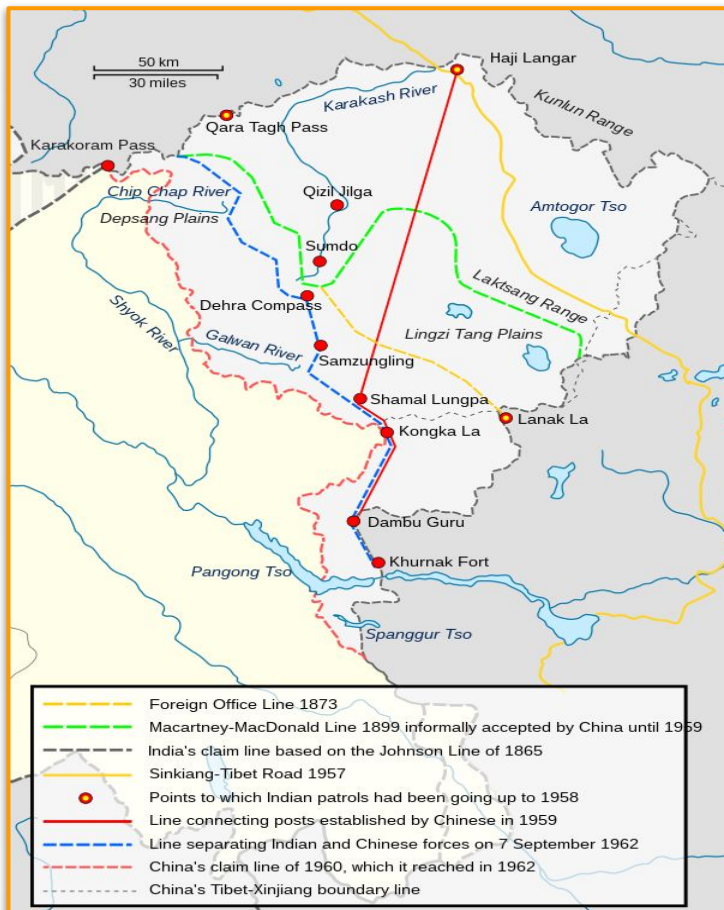 50 km
30 miles
Haji Langar
Karakash River
Kunlun Range
Qara Tagh Pass
Karakoram Pass
Chip Chap River
Qizil Jilga
Depsang Plains
Amtogor Tso
Sumdo
Laktsang Range
Dehra Compass
Shyok River
Galwan River
Lingzi Tang Plains
Samzungling
Shamal Lungpa
Lanak La
Kongka La
Dambu Guru
Khurnak Fort
Pangong Tso
Spanggur Tso
Foreign Office Line 1873
Macartney-MacDonald Line 1899 informally accepted by China until 1959
India's claim line based on the Johnson Line of 1865
Sinkiang-Tibet Road 1957
Points to which Indian patrols had been going up to 1958
Line connecting posts established by Chinese in 1959
Line separating Indian and Chinese forces on 7 September 1962
China's claim line of 1960, which it reached in 1962
China's Tibet-Xinjiang boundary line